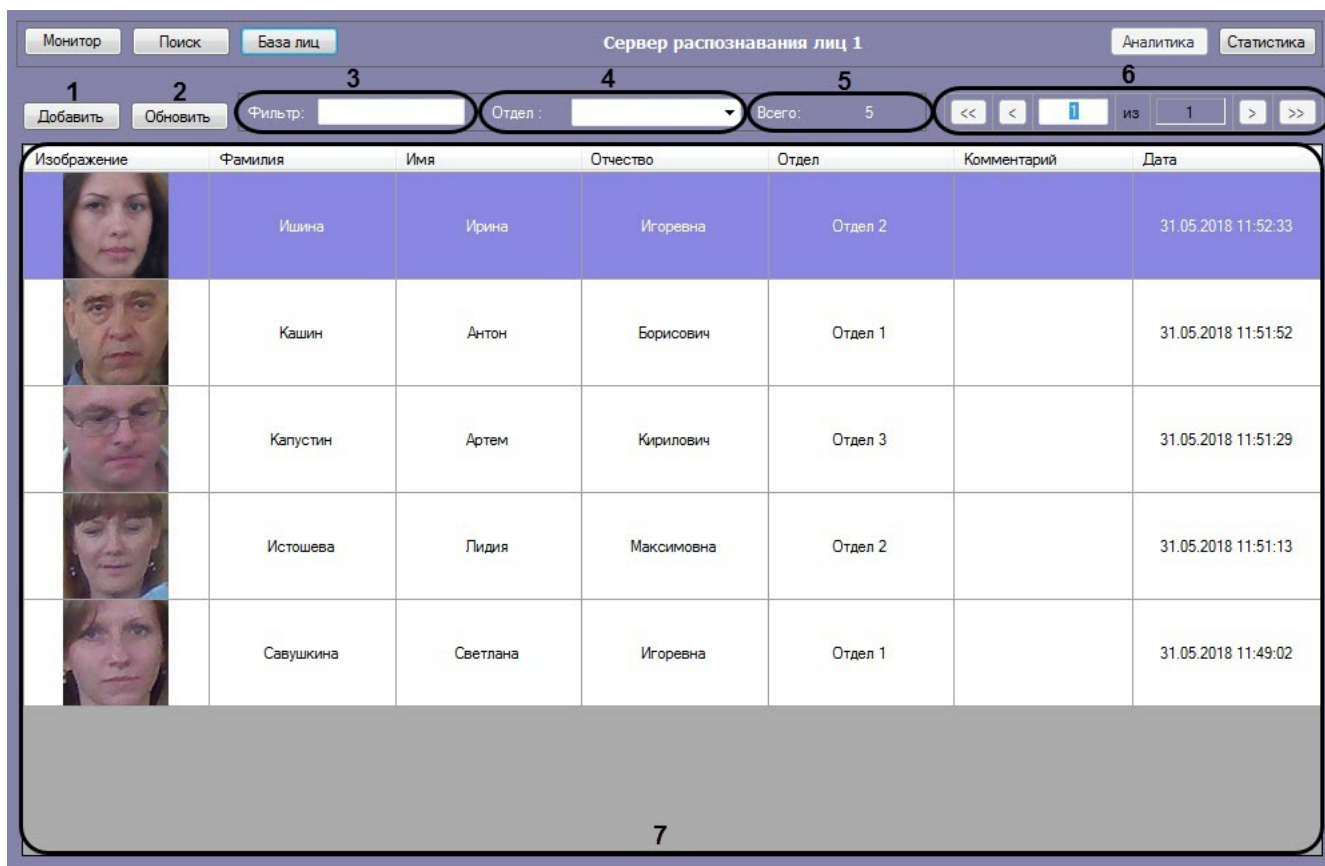 Монитор Поиск База лиц Сервер распознавания лиц 1 Аналитика Статистика
1 2 3 4 5 6
Добавить Обновить Фильтр: Отдел : Всего: 5 << < 1 из 1 > >>
Изображение Фамилия Имя Отчество Отдел Комментарий Дата
Ишина Ирина Игоревна Отдел 2 31.05.2018 11:52:33
Кашин Антон Борисович Отдел 1 31.05.2018 11:51:52
Капустин Артем Кирилович Отдел 3 31.05.2018 11:51:29
Истошева Лидия Максимовна Отдел 2 31.05.2018 11:51:13
Савушкина Светлана Игоревна Отдел 1 31.05.2018 11:49:02
7